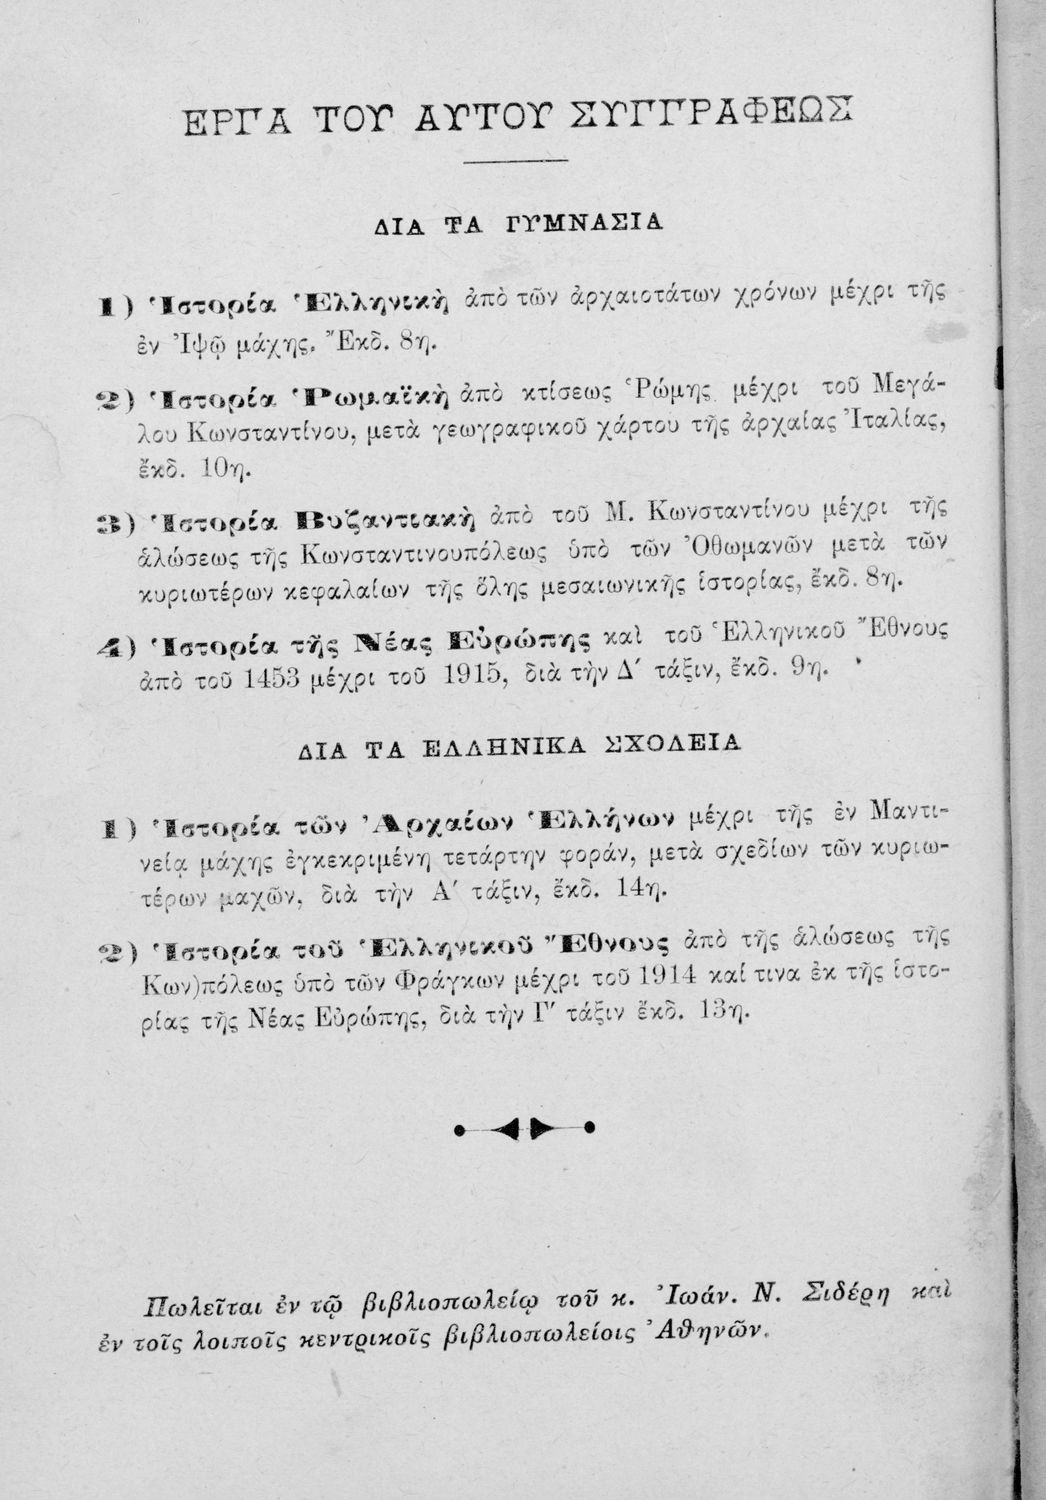 ΕΡΓΑ ΤΟΥ ΑΥΤΟΥ ΣΥΓΓΡΑΦΕΩΣ
ΔΙΑ ΤΑ ΓΥΜΝΑΣΙΑ
1) Ἱστορία Ἑλληνικὴ ἀπὸ τῶν ἀρχαιοτάτων χρόνων μέχρι τῆς
ἐν Ἰψῷ μάχης. Ἔκδ. 8η.
2) Ἱστορία Ῥωμαϊκὴ ἀπὸ κτίσεως Ῥώμης μέχρι τοῦ Μεγά-
λου Κωνσταντίνου, μετὰ γεωγραφικοῦ χάρτου τῆς ἀρχαίας Ἰταλίας,
ἔκδ. 10η.
3) Ἱστορία Βυζαντιακὴ ἀπὸ τοῦ Μ. Κωνσταντίνου μέχρι τῆς
ἁλώσεως τῆς Κωνσταντινουπόλεως ὑπὸ τῶν Ὀθωμανῶν μετὰ τῶν
κυριωτέρων κεφαλαίων τῆς ὅλης μεσαιωνικῆς ἱστορίας, ἔκδ. 8η.
4) Ἱστορία τῆς Νέας Εὐρώπης καὶ τοῦ Ἑλληνικοῦ Ἔθνους
ἀπὸ τοῦ 1453 μέχρι τοῦ 1915, διὰ τὴν Δ΄ τάξιν, ἔκδ. 9η.
ΔΙΑ ΤΑ ΕΛΛΗΝΙΚΑ ΣΧΟΛΕΙΑ
1) Ἱστορία τῶν Ἀρχαίων Ἑλλήνων μέχρι τῆς ἐν Μαντι-
νείᾳ μάχης ἐγκεκριμένη τετάρτην φοράν, μετὰ σχεδίων τῶν κυριω-
τέρων μαχῶν, διὰ τὴν Α΄ τάξιν, ἔκδ. 14η.
2) Ἱστορία τοῦ Ἑλληνικοῦ Ἔθνους ἀπὸ τῆς ἁλώσεως τῆς
Κων)πόλεως ὑπὸ τῶν Φράγκων μέχρι τοῦ 1914 καί τινα ἐκ τῆς ἱστο-
ρίας τῆς Νέας Εὐρώπης, διὰ τὴν Γ΄ τάξιν ἔκδ. 13η.
Πωλεῖται ἐν τῷ βιβλιοπωλείῳ τοῦ κ. Ἰωάν. Ν. Σιδέρη καὶ
ἐν τοῖς λοιποῖς κεντρικοῖς βιβλιοπωλείοις Ἀθηνῶν.